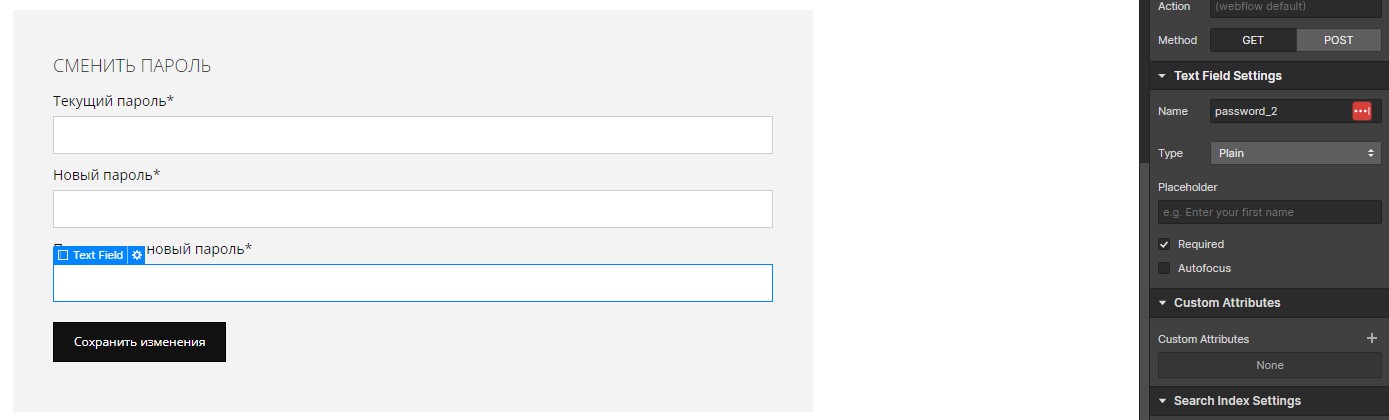 Action (webflow default)
СМЕНИТЬ ПАРОЛЬ
Method GET POST
Text Field Settings
Текущий пароль*
Name password_2
Type Plain
Новый пароль*
Placeholder
e.g. Enter your first name
Required
новый пароль*
Text Field
Autofocus
Custom Attributes
Сохранить изменения
Custom Attributes
None
Search Index Settings